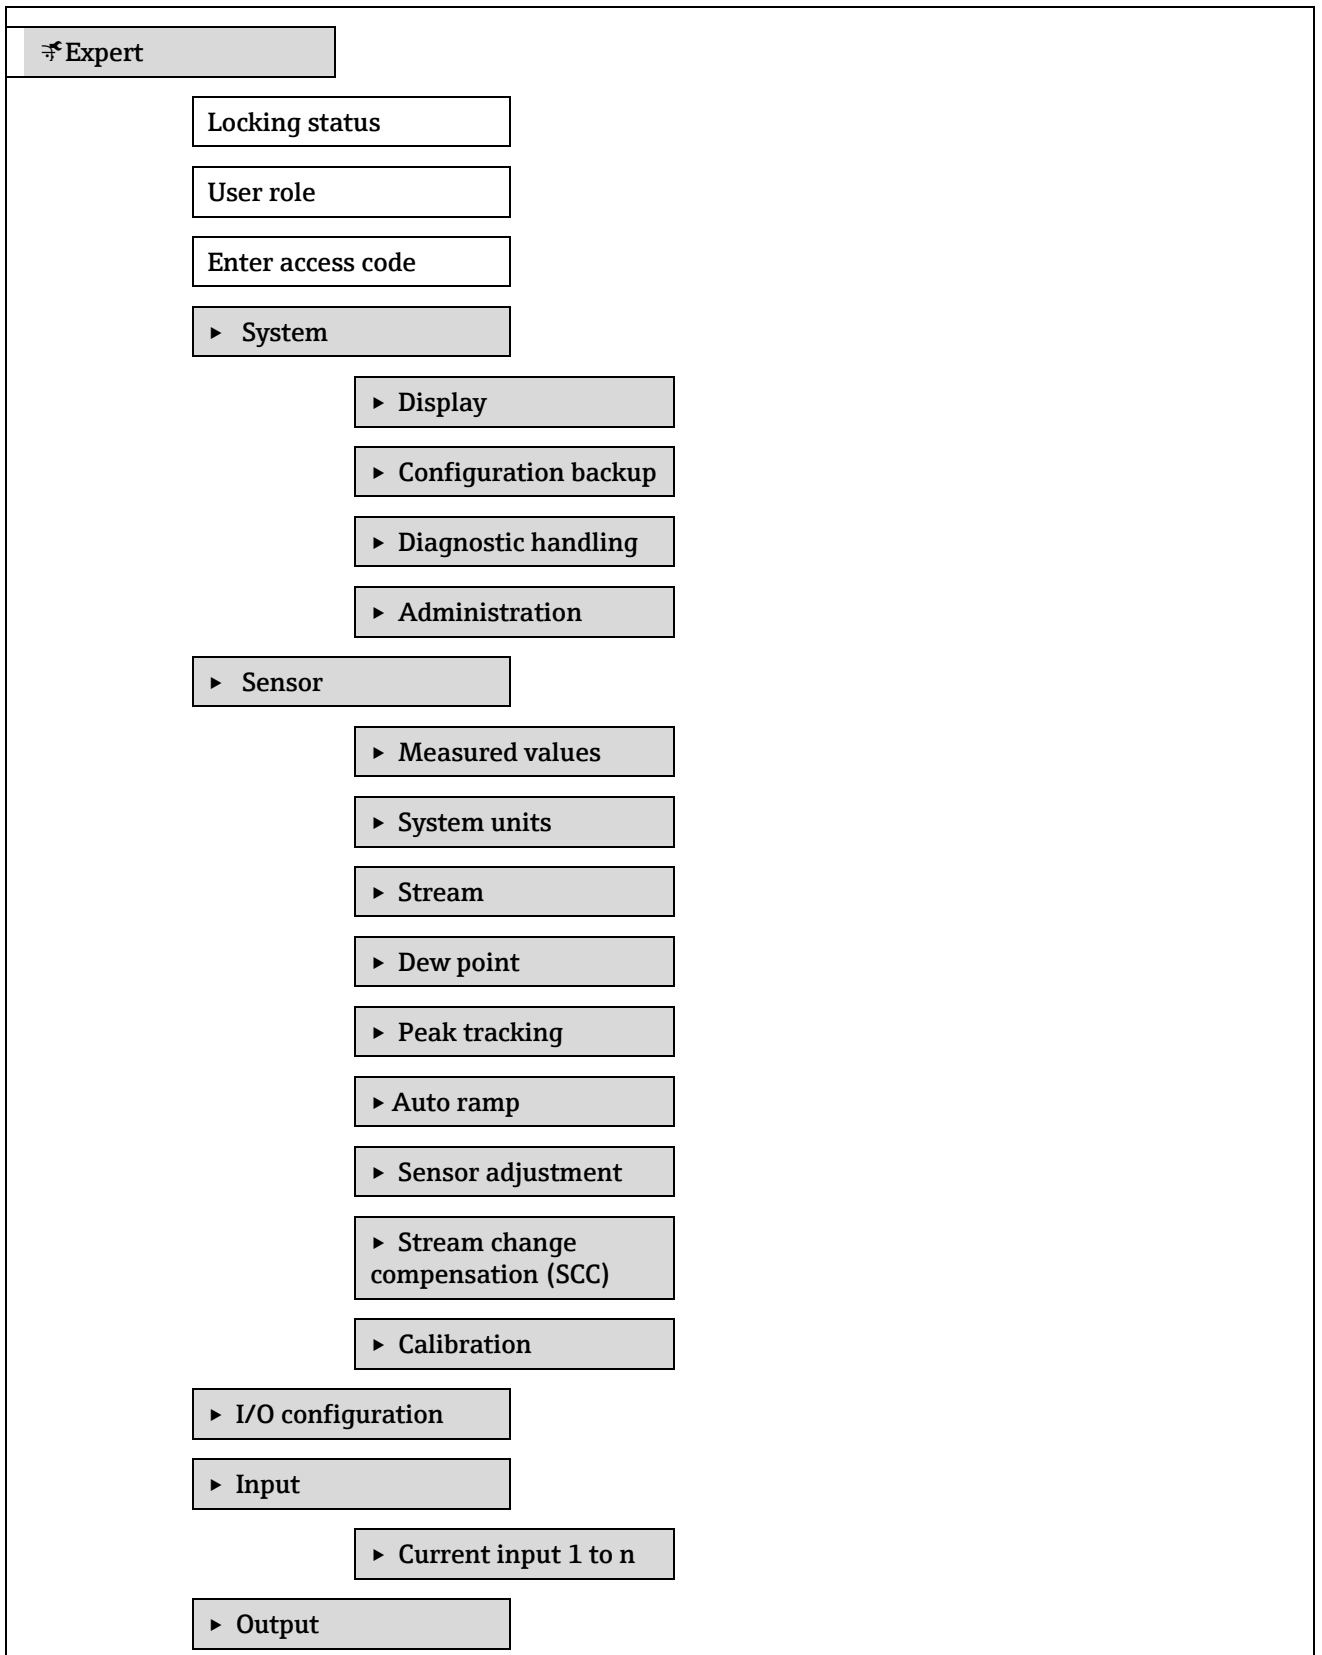 Expert
Locking status
User role
Enter access code
▸ System
▸ Display
▸ Configuration backup
▸ Diagnostic handling
▸ Administration
▸ Sensor
▸ Measured values
▸ System units
▸ Stream
▸ Dew point
▸ Peak tracking
▸ Auto ramp
▸ Sensor adjustment
▸ Stream change
compensation (SCC)
▸ Calibration
▸ I/O configuration
▸ Input
▸ Current input 1 to n
▸ Output